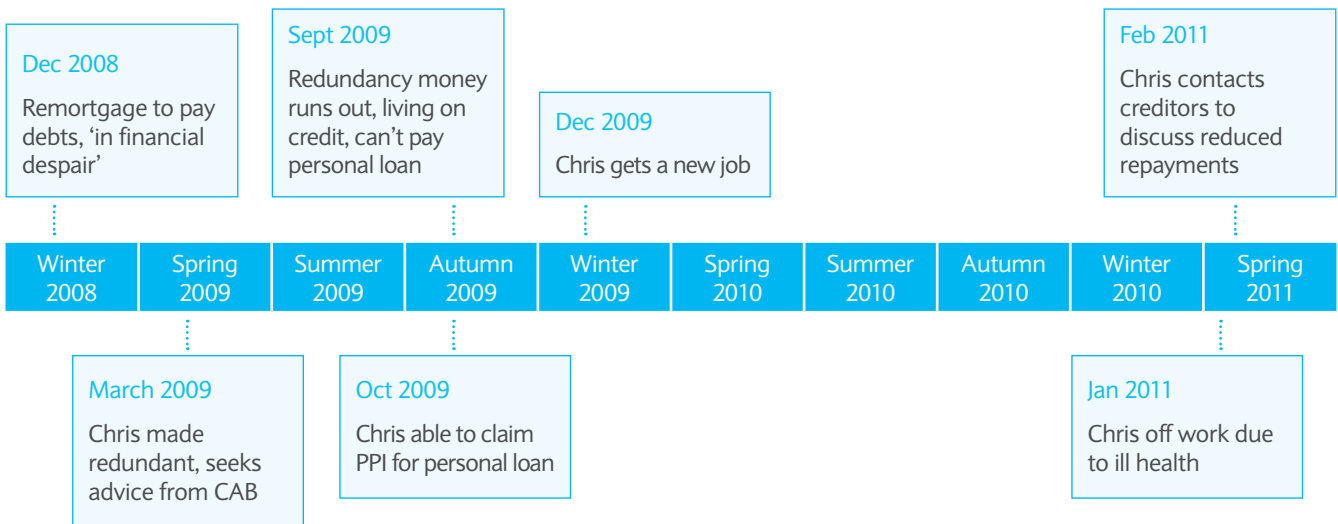 Dec 2008
Remortgage to pay
debts, ‘in financial
despair’
Sept 2009
Redundancy money
runs out, living on
credit, can’t pay
personal loan
Dec 2009
Chris gets a new job
Feb 2011
Chris contacts
creditors to
discuss reduced
repayments
Winter
2008
Spring
2009
Summer
2009
Autumn
2009
Winter
2009
Spring
2010
Summer
2010
Autumn
2010
Winter
2010
Spring
2011
March 2009
Chris made
redundant, seeks
advice from CAB
Oct 2009
Chris able to claim
PPI for personal loan
Jan 2011
Chris off work due
to ill health